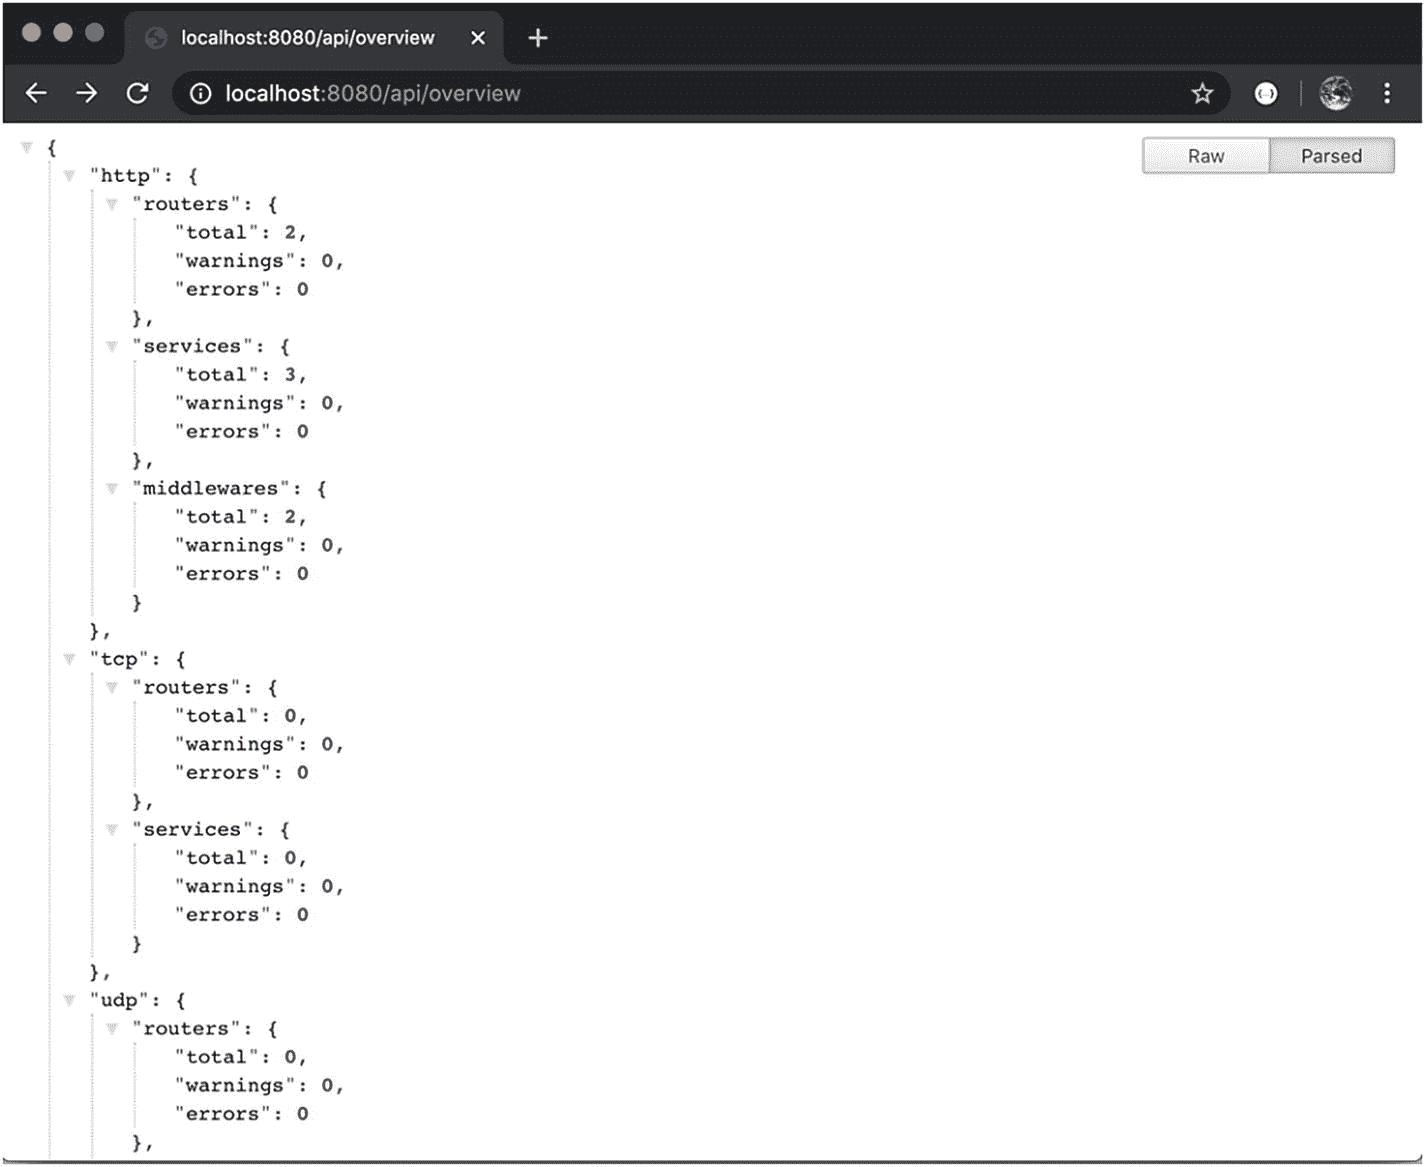 localhost:8080/api/overview
localhost:8080/api/overview
Raw Parsed
{
"http": {
"routers": {
"total": 2,
"warnings": 0,
"errors": 0
},
"services": {
"total": 3,
"warnings": 0,
"errors": 0
},
"middlewares": {
"total": 2,
"warnings": 0,
"errors": 0
}
},
"tcp": {
"routers": {
"total": 0,
"warnings": 0,
"errors": 0
},
"services": {
"total": 0,
"warnings": 0,
"errors": 0
}
},
"udp": {
"routers": {
"total": 0,
"warnings": 0,
"errors": 0
},